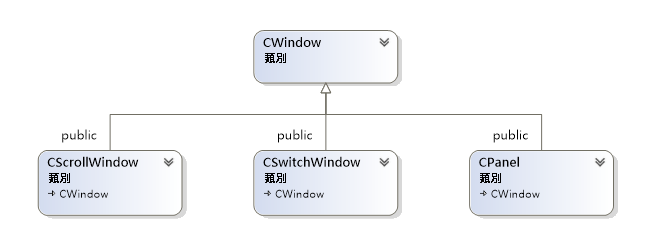 CWindow
類別
public
public
public
CScrollWindow
類別
CWindow
CSwitchWindow
類別
CWindow
CPanel
類別
CWindow